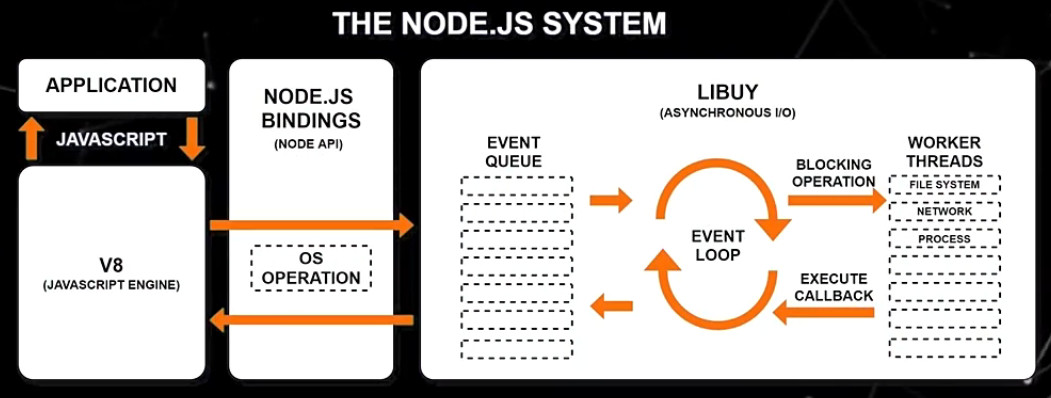 THE NODE.JS SYSTEM
APPLICATION
JAVASCRIPT
V8
(JAVASCRIPT ENGINE)
NODE.JS
BINDINGS
(NODE API)
OS
OPERATION
LIBUY
(ASYNCHRONOUS I/O)
EVENT
QUEUE
EVENT
LOOP
BLOCKING
OPERATION
EXECUTE
CALLBACK
WORKER
THREADS
FILE SYSTEM
NETWORK
PROCESS